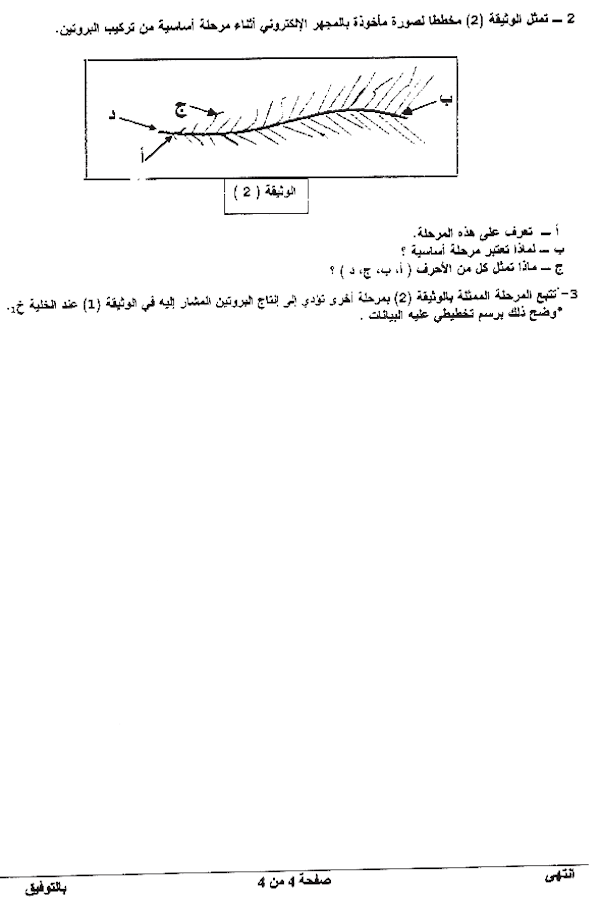 2 – تمثل الوثيقة (2) مخططا لصورة مأخوذة بالمجهر الإلكتروني أثناء مرحلة أساسية من تركيب البروتين.
ب
ج
د
أ
الوثيقة ( 2 )
أ – تعرف على هذه المرحلة.
ب – لماذا تعتبر مرحلة أساسية ؟
ج – ماذا تمثل كل من الأحرف ( أ، ب، ج، د ) ؟
3- تتبع المرحلة الممثلة بالوثيقة (2) بمرحلة أخرى تؤدي إلى إنتاج البروتين المشار إليه في الوثيقة (1) عند الخلية خ1.
*وضح ذلك برسم تخطيطي عليه البيانات .
انتهى
صفحة 4 من 4
بالتوفيق